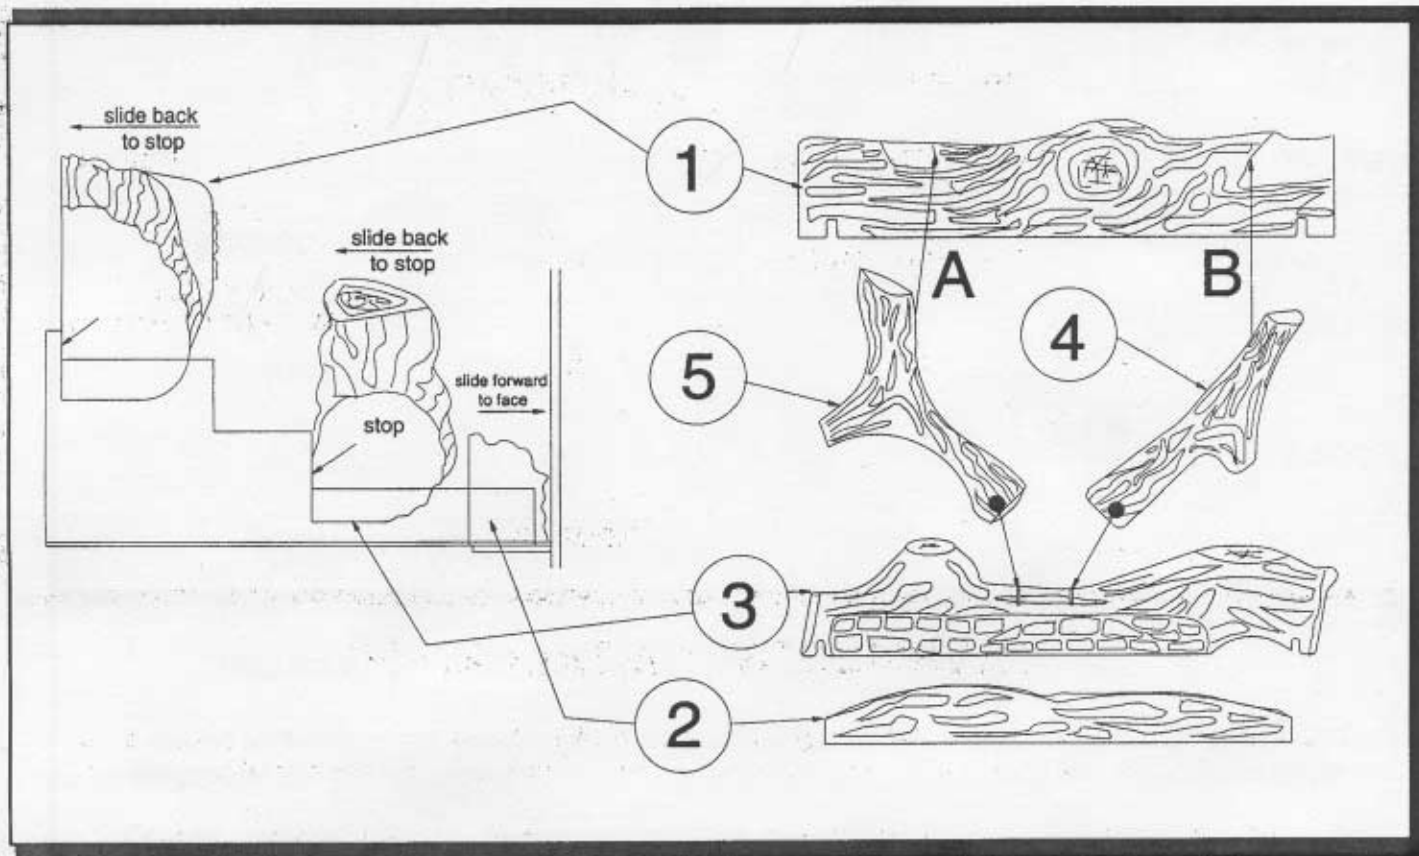 slide back
to stop
slide back
to stop
slide forward
to face
stop
1
A
B
4
5
3
2